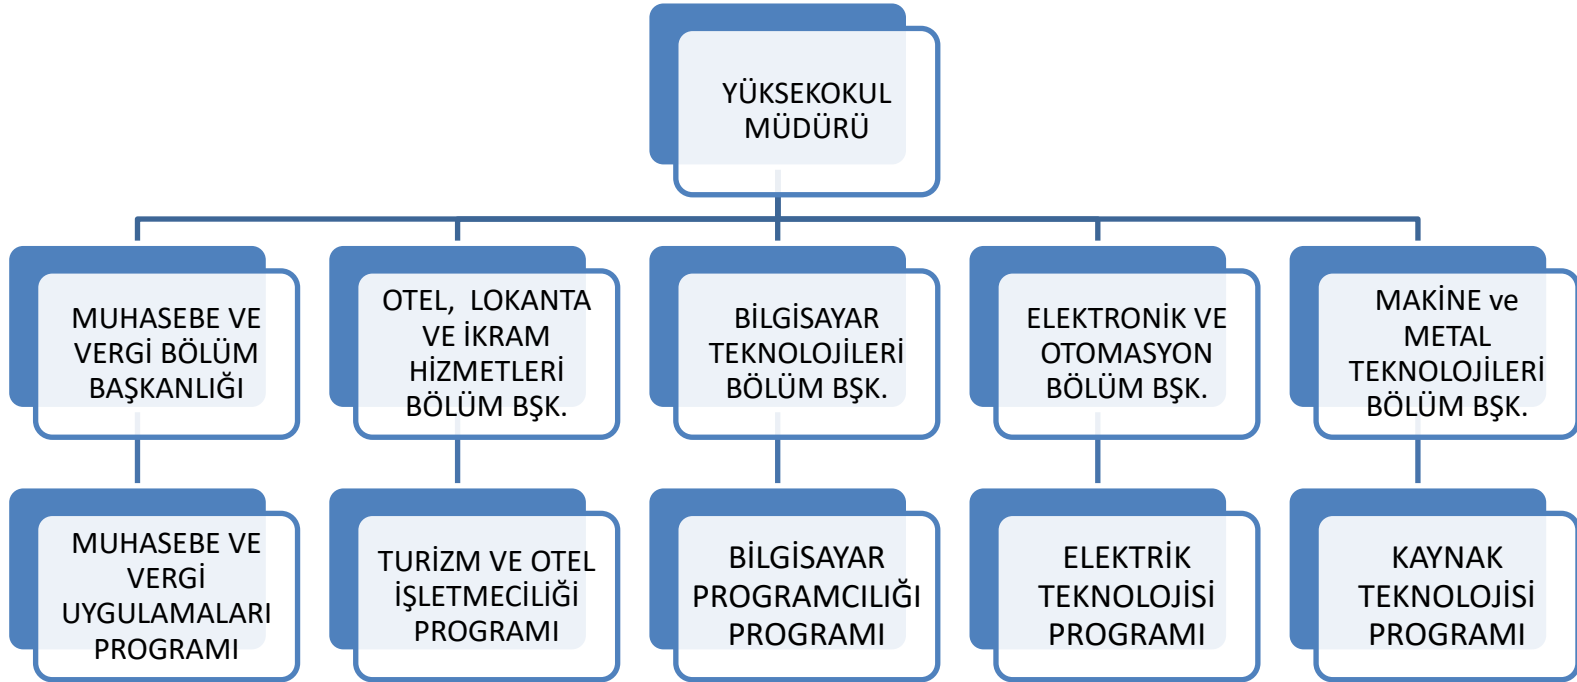 YÜKSEKOKUL
MÜDÜRÜ
MUHASEBE VE
VERGİ BÖLÜM
BAŞKANLIĞI
OTEL, LOKANTA
VE İKRAM
HİZMETLERİ
BÖLÜM BŞK.
BİLGİSAYAR
TEKNOLOJİLERİ
BÖLÜM BŞK.
ELEKTRONİK VE
OTOMASYON
BÖLÜM BŞK.
MAKİNE ve
METAL
TEKNOLOJİLERİ
BÖLÜM BŞK.
MUHASEBE VE
VERGİ
UYGULAMALARI
PROGRAMI
TURİZM VE OTEL
İŞLETMECİLİĞİ
PROGRAMI
BİLGİSAYAR
PROGRAMCILIĞI
PROGRAMI
ELEKTRİK
TEKNOLOJİSİ
PROGRAMI
KAYNAK
TEKNOLOJİSİ
PROGRAMI